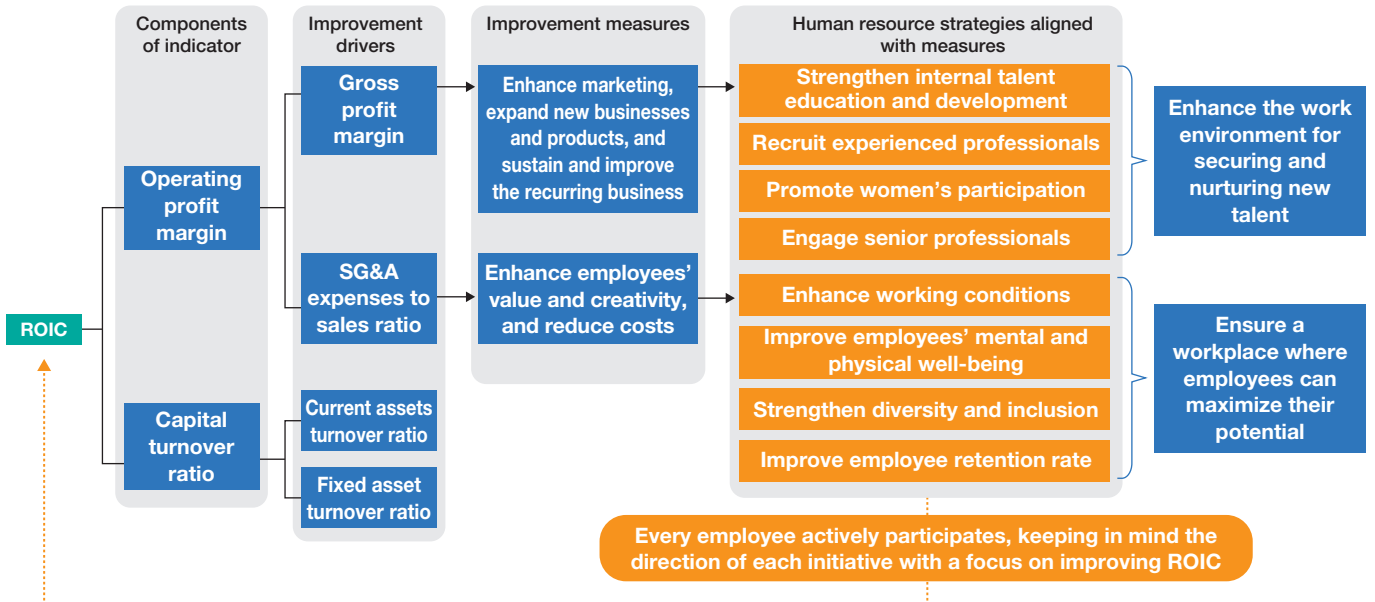 Components
of indicator
Improvement
drivers
Improvement measures
Human resource strategies aligned
with measures
ROIC
Operating
profit
margin
Capital
turnover
ratio
Gross
profit
margin
SG&A
expenses to
sales ratio
Current assets
turnover ratio
Fixed asset
turnover ratio
Enhance marketing,
expand new businesses
and products, and
sustain and improve
the recurring business
Enhance employees’
value and creativity,
and reduce costs
Strengthen internal talent
education and development
Recruit experienced professionals
Promote women’s participation
Engage senior professionals
Enhance working conditions
Improve employees’ mental and
physical well-being
Strengthen diversity and inclusion
Improve employee retention rate
Enhance the work
environment for
securing and
nurturing new
talent
Ensure a
workplace where
employees can
maximize their
potential
Every employee actively participates, keeping in mind the
direction of each initiative with a focus on improving ROIC